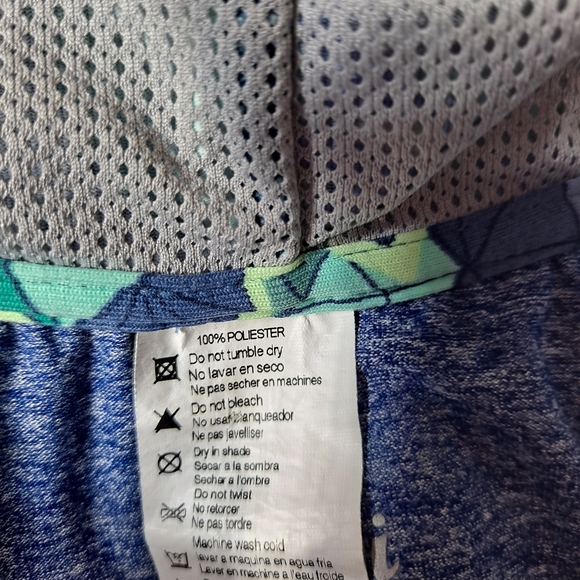 100% POLIESTER
Do not tumble dry
No lavar en seco
Ne pas secher en machines
Do not bleach
No usar blanqueador
Ne pas javelliser
Dry in shade
Secar a la sombra
Secher a l'ombre
Do not twist
No retorcer
Ne pas tordre
Machine wash cold
lavar a maquina en agua fria
Laver en machine a l'eau froide